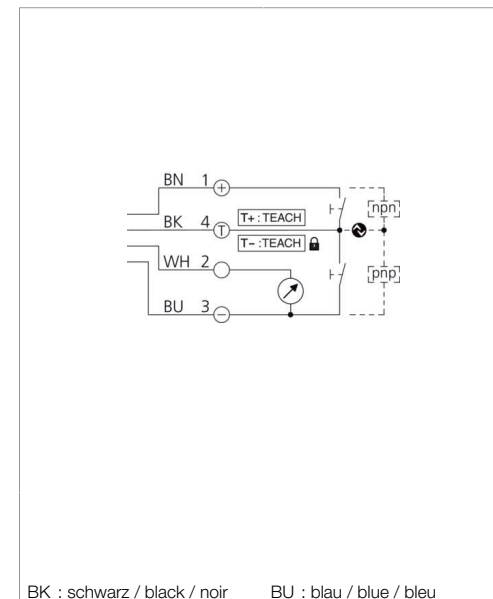 BN 1 +
npn
BK 4 T T+ : TEACH
T- : TEACH
WH 2
pnp
BU 3 −
BK : schwarz / black / noir BU : blau / blue / bleu